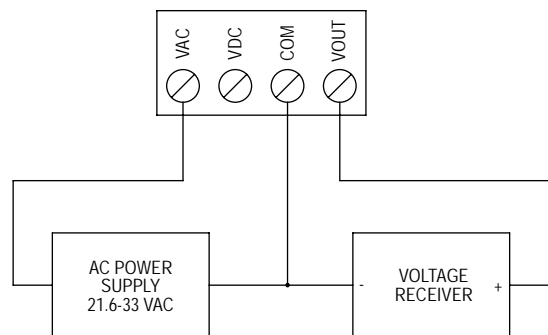 VAC
VDC
COM
VOUT
AC POWER
SUPPLY
21.6-33 VAC
-
VOLTAGE
RECEIVER
+